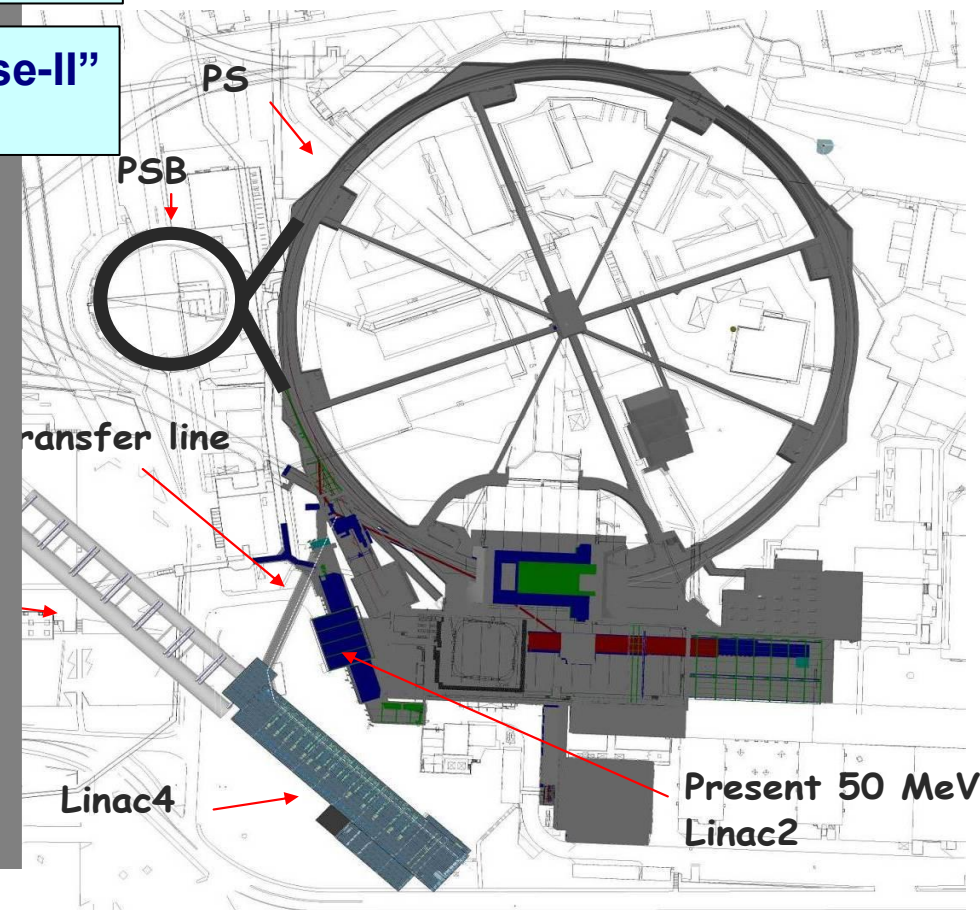 se-II”
PS
PSB
ransfer line
Linac4
Present 50 MeV
Linac2